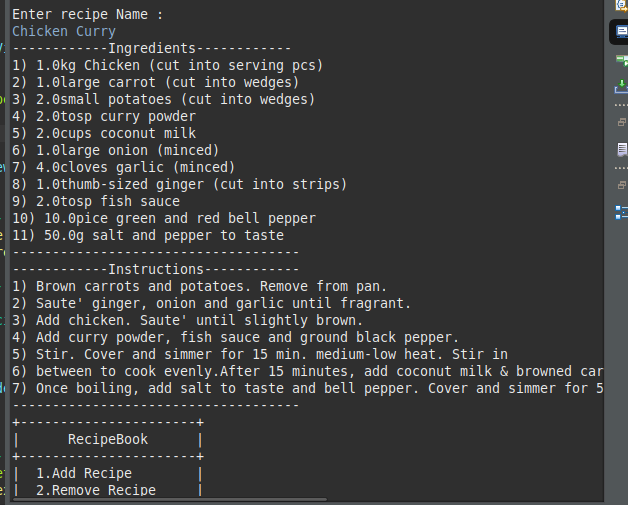 Enter recipe Name :
Chicken Curry
------------Ingredients------------
1) 1.0kg Chicken (cut into serving pcs)
2) 1.0large carrot (cut into wedges)
3) 2.0small potatoes (cut into wedges)
4) 2.0tosp curry powder
5) 2.0cups coconut milk
6) 1.0large onion (minced)
7) 4.0cloves garlic (minced)
8) 1.0thumb-sized ginger (cut into strips)
9) 2.0tosp fish sauce
10) 10.0pice green and red bell pepper
11) 50.0g salt and pepper to taste
------------------------------------
------------Instructions------------
1) Brown carrots and potatoes. Remove from pan.
2) Saute' ginger, onion and garlic until fragrant.
3) Add chicken. Saute' until slightly brown.
4) Add curry powder, fish sauce and ground black pepper.
5) Stir. Cover and simmer for 15 min. medium-low heat. Stir in
6) between to cook evenly.After 15 minutes, add coconut milk & browned car
7) Once boiling, add salt to taste and bell pepper. Cover and simmer for 5
------------------------------------
+----------------------+
|      RecipeBook      |
+----------------------+
|  1.Add Recipe        |
|  2.Remove Recipe     |